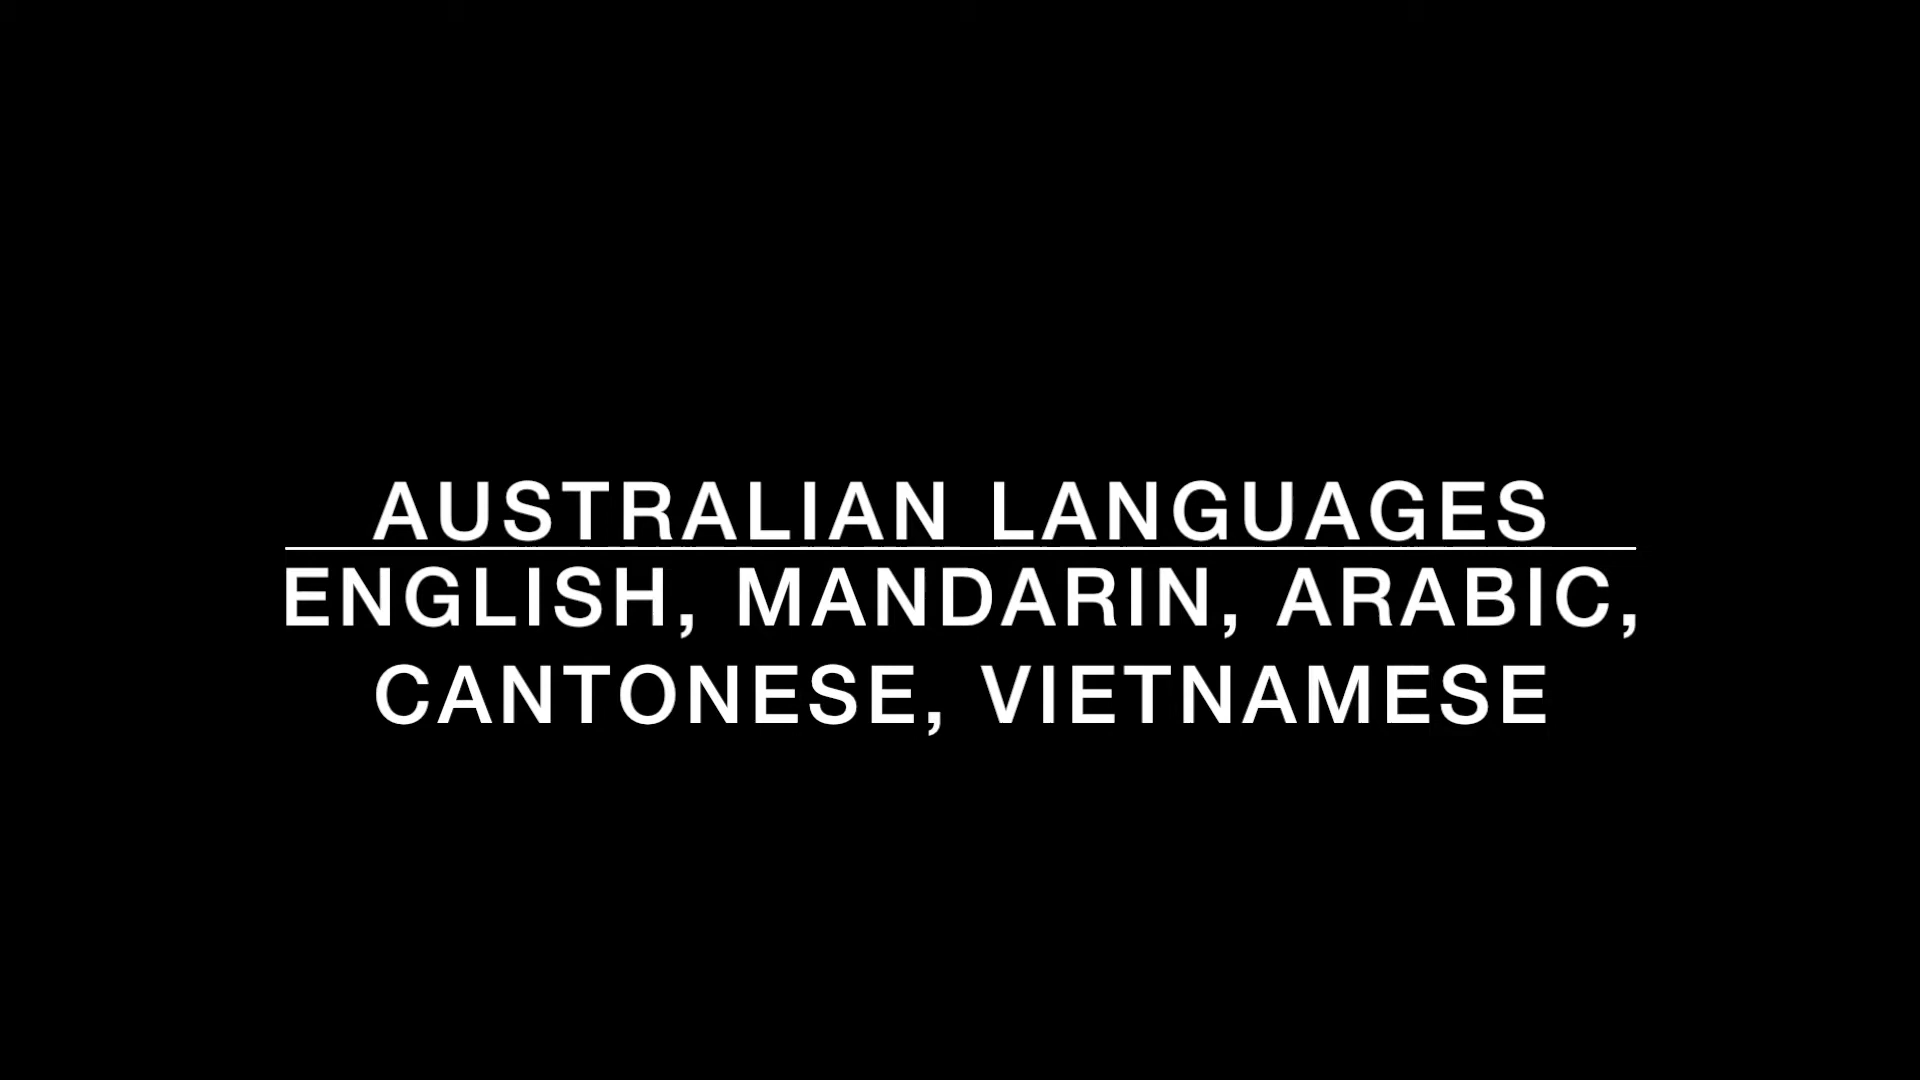 AUSTRALIAN LANGUAGES
ENGLISH, MANDARIN, ARABIC,
CANTONESE, VIETNAMESE